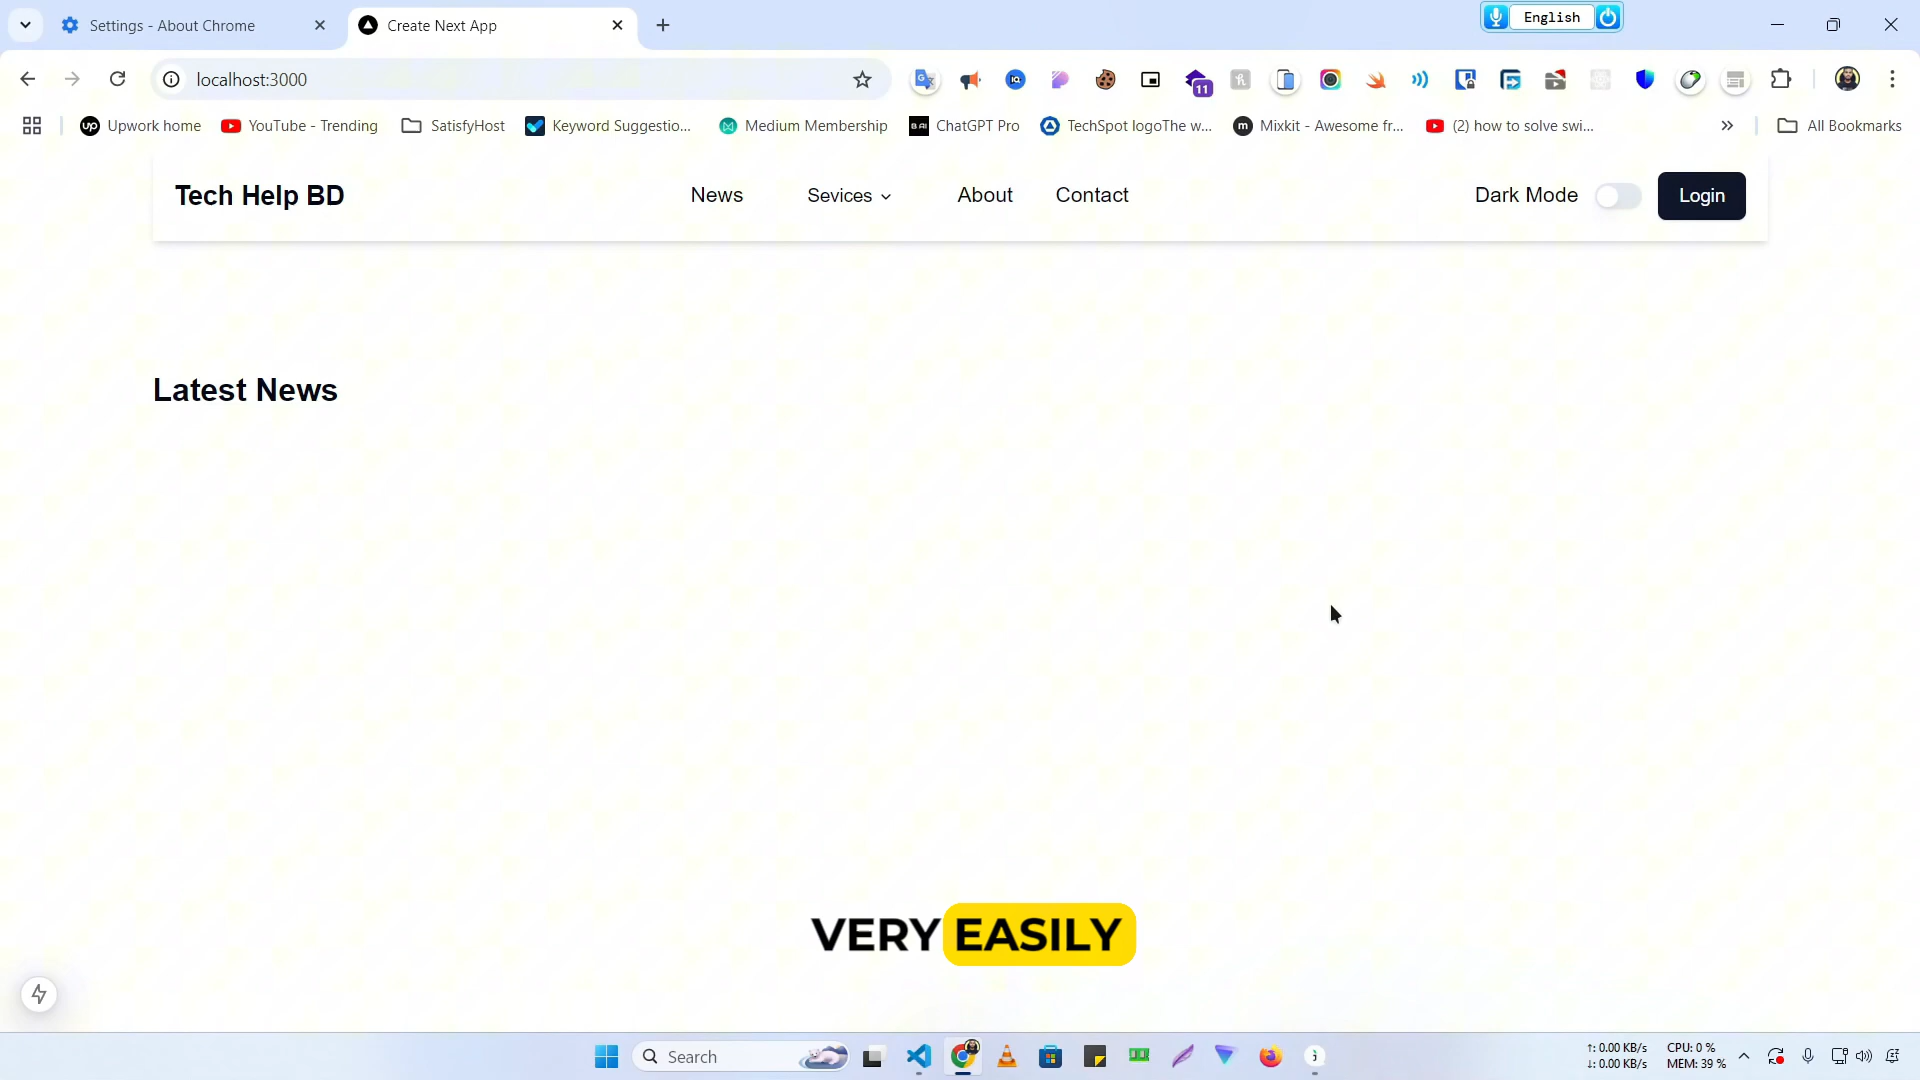 Settings - About Chrome
Create Next App
English
localhost:3000
11
Upwork home
YouTube - Trending
SatisfyHost
Keyword Suggestio...
Medium Membership
ChatGPT Pro
TechSpot logoThe w...
Mixkit - Awesome fr...
(2) how to solve swi...
All Bookmarks
Tech Help BD
News
Sevices
About
Contact
Dark Mode
Login
Latest News
VERY EASILY
Search
↑: 0.00 KB/s
↓: 0.00 KB/s
CPU: 0 %
MEM: 39 %